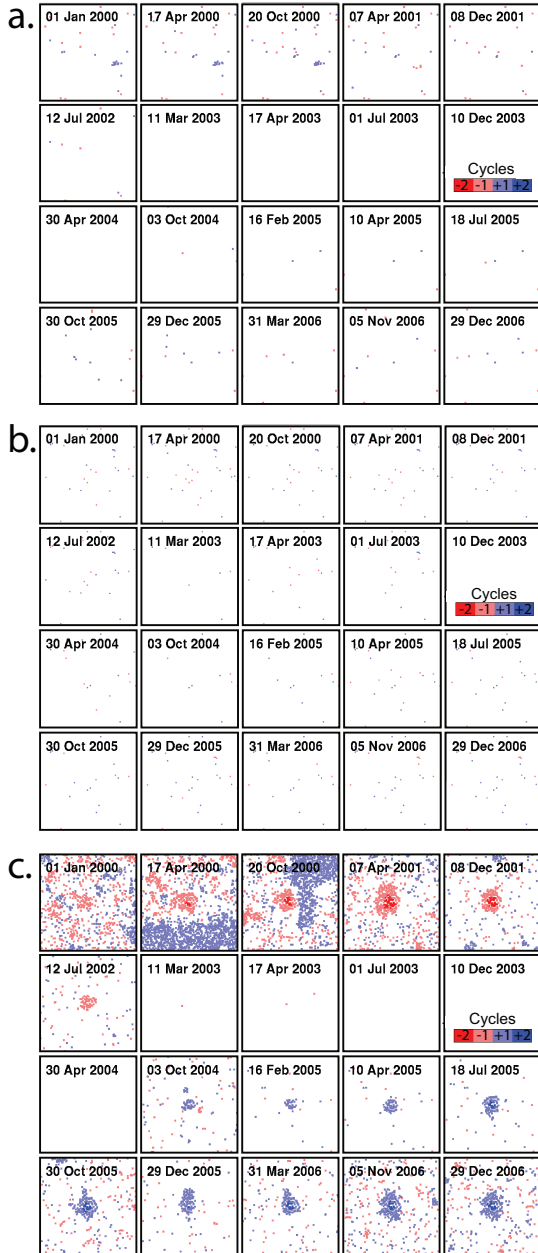 a.
01 Jan 2000 17 Apr 2000 20 Oct 2000 07 Apr 2001 08 Dec 2001
12 Jul 2002 11 Mar 2003 17 Apr 2003 01 Jul 2003 10 Dec 2003
Cycles
-2 -1 +1 +2
30 Apr 2004 03 Oct 2004 16 Feb 2005 10 Apr 2005 18 Jul 2005
30 Oct 2005 29 Dec 2005 31 Mar 2006 05 Nov 2006 29 Dec 2006
b.
01 Jan 2000 17 Apr 2000 20 Oct 2000 07 Apr 2001 08 Dec 2001
12 Jul 2002 11 Mar 2003 17 Apr 2003 01 Jul 2003 10 Dec 2003
Cycles
-2 -1 +1 +2
30 Apr 2004 03 Oct 2004 16 Feb 2005 10 Apr 2005 18 Jul 2005
30 Oct 2005 29 Dec 2005 31 Mar 2006 05 Nov 2006 29 Dec 2006
c.
01 Jan 2000 17 Apr 2000 20 Oct 2000 07 Apr 2001 08 Dec 2001
12 Jul 2002 11 Mar 2003 17 Apr 2003 01 Jul 2003 10 Dec 2003
Cycles
-2 -1 +1 +2
30 Apr 2004 03 Oct 2004 16 Feb 2005 10 Apr 2005 18 Jul 2005
30 Oct 2005 29 Dec 2005 31 Mar 2006 05 Nov 2006 29 Dec 2006